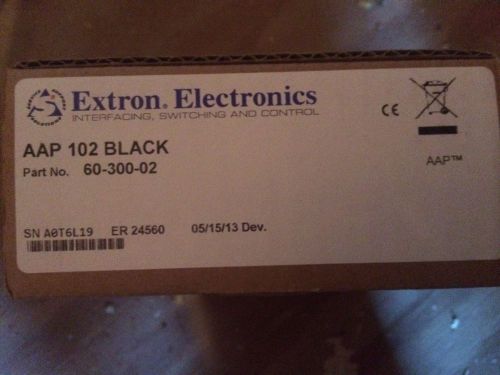 Extron® Electronics
INTERFACING, SWITCHING AND CONTROL
CE
AAP 102 BLACK
Part No. 60-300-02
AAP™
SN A0T6L19 ER 24560 05/15/13 Dev.